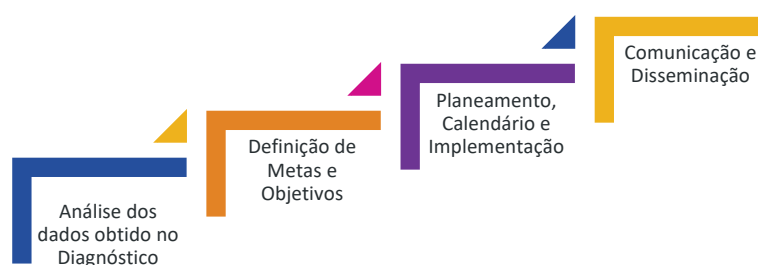 Análise dos
dados obtido no
Diagnóstico
Definição de
Metas e
Objetivos
Planeamento,
Calendário e
Implementação
Comunicação e
Disseminação